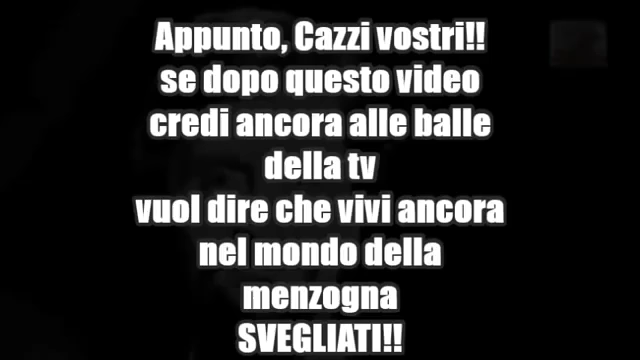 Appunto, Cazzi vostri!!
se dopo questo video
credi ancora alle balle
della tv
vuol dire che vivi ancora
nel mondo della
menzogna
SVEGLIATI!!